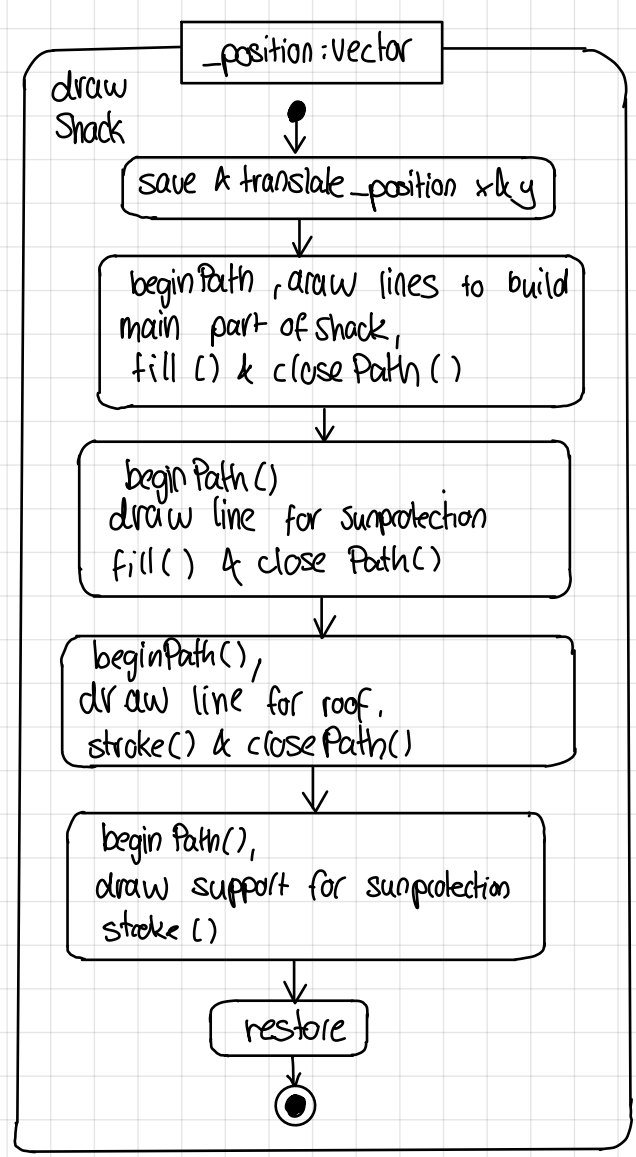 _position: Vector
draw
Shack
save & translate _position x & y
beginPath, draw lines to build
main part of shack,
fill () & closePath ()
begin Path ()
draw line for sunprotection
fill () & close Path ()
beginPath (),
draw line for roof,
stroke () & closePath ()
begin Path (),
draw support for sunprotection
stroke ()
restore